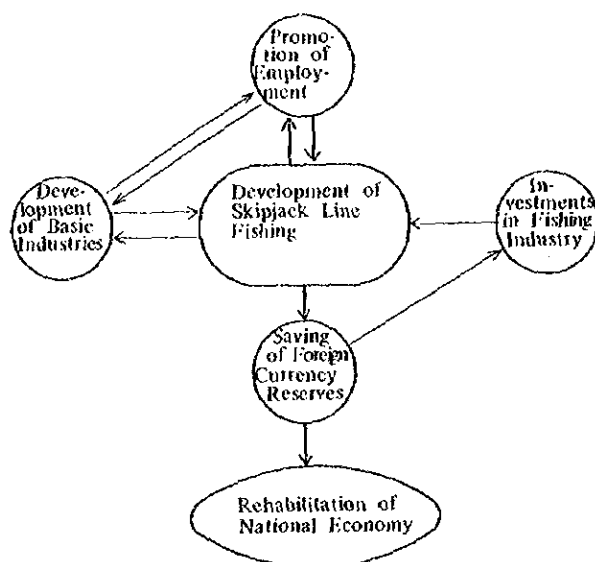 Promo-
tion of
Employ-
ment
Deve-
lopment
of Basic
Industries
Development of
Skipjack Line
Fishing
In-
vestments
in Fishing
Industry
Saving
of Foreign
Currency
Reserves
Rehabilitation of
National Economy